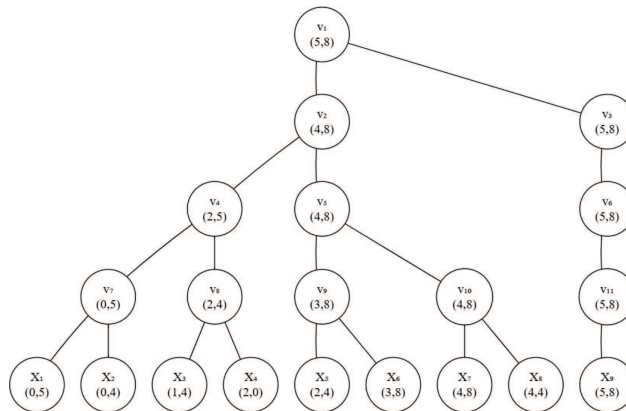 v₁
(5,8)
v₂
(4,8)
v₃
(5,8)
v₄
(2,5)
v₅
(4,8)
v₆
(5,8)
v₇
(0,5)
v₈
(2,4)
v₉
(3,8)
v₁₀
(4,8)
v₁₁
(5,8)
X₁
(0,5)
X₂
(0,4)
X₃
(1,4)
X₄
(2,0)
X₅
(2,4)
X₆
(3,8)
X₇
(4,8)
X₈
(4,4)
X₉
(5,8)